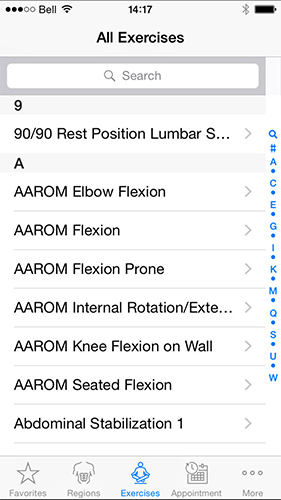 Bell 14:17
All Exercises
Search
9
90/90 Rest Position Lumbar S...
A
AAROM Elbow Flexion
AAROM Flexion
AAROM Flexion Prone
AAROM Internal Rotation/Exte...
AAROM Knee Flexion on Wall
AAROM Seated Flexion
Abdominal Stabilization 1
#
A
C
E
G
I
K
M
Q
S
U
W
Favorites Regions Exercises Appointment More